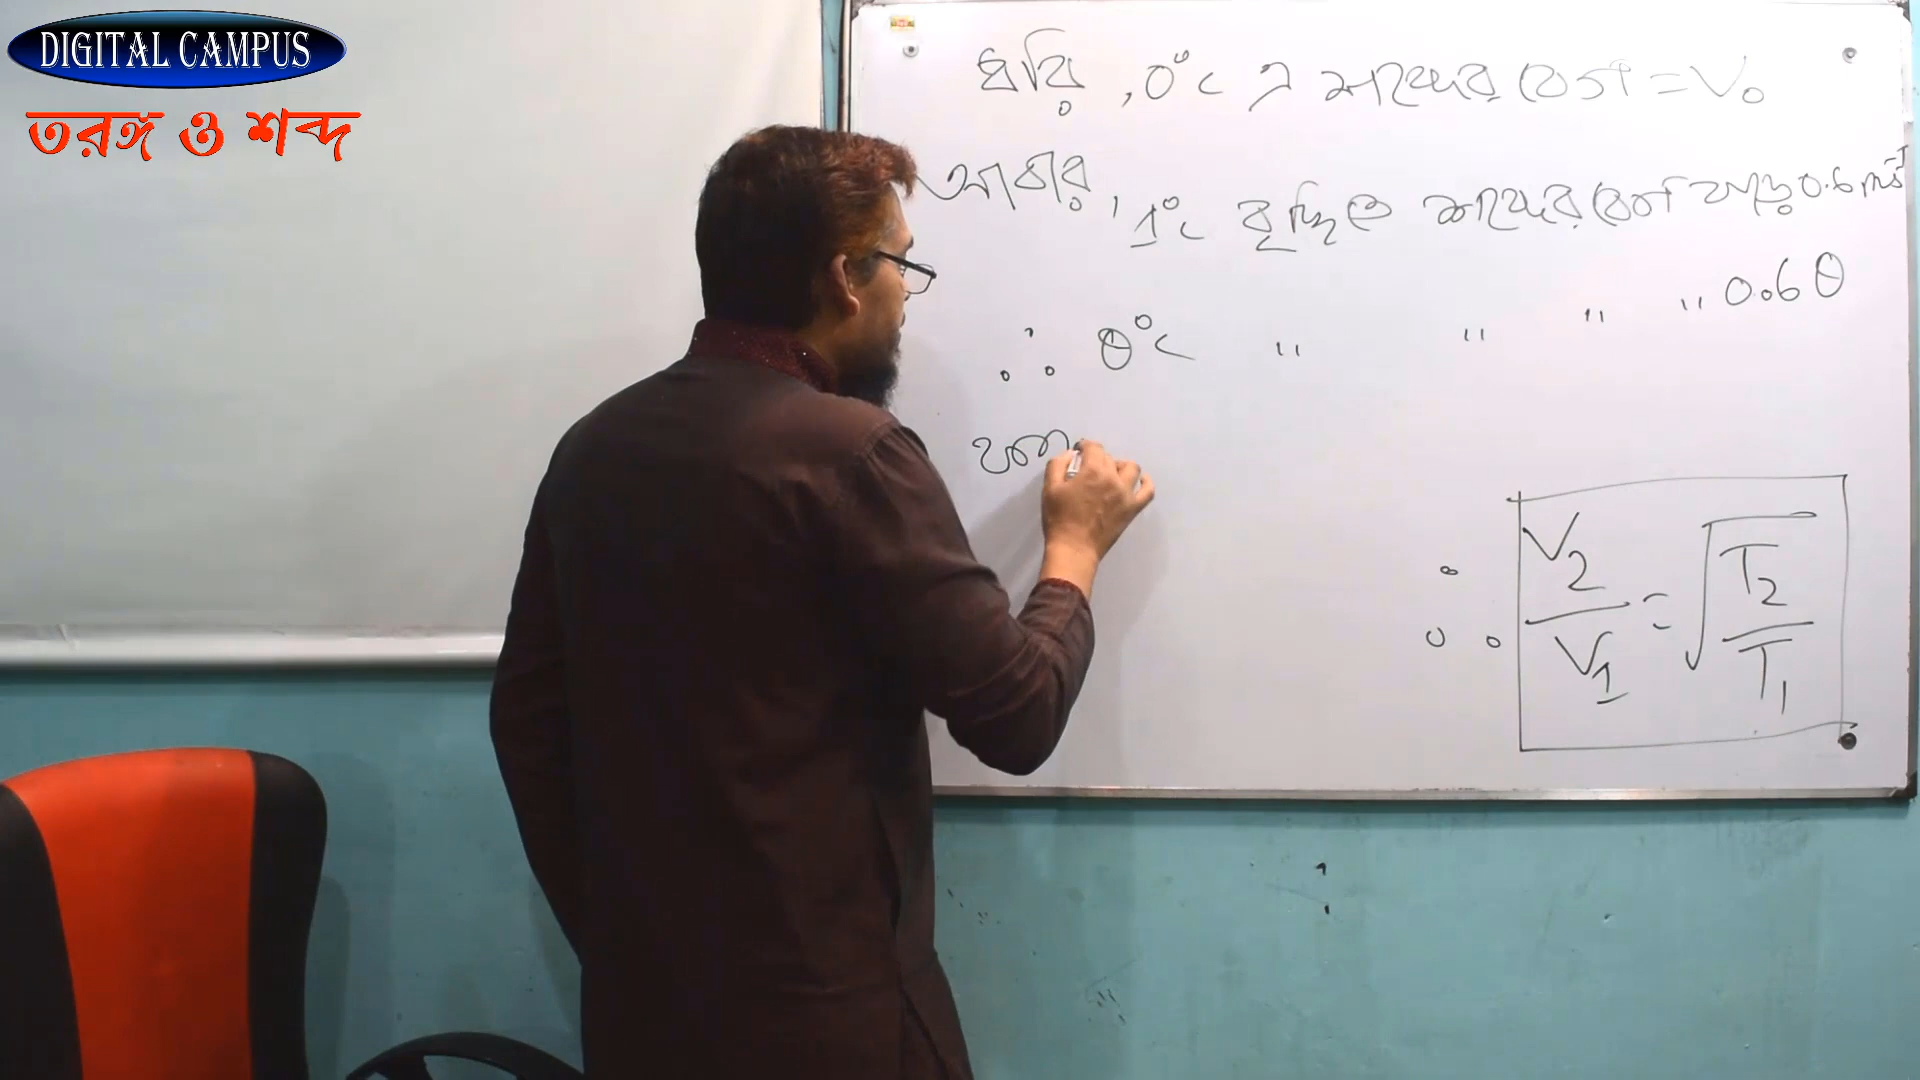 DIGITAL CAMPUS
তরঙ্গ ও শব্দ
ধরি, 0°C এ শব্দের বেগ = V₀
আবার, 1°C বৃদ্ধিতে শব্দের বেগ বাড়ে 0.6 ms⁻¹
∴ θ°C " " " " 0.6θ
∴ V₂/V₁ = √(T₂/T₁)